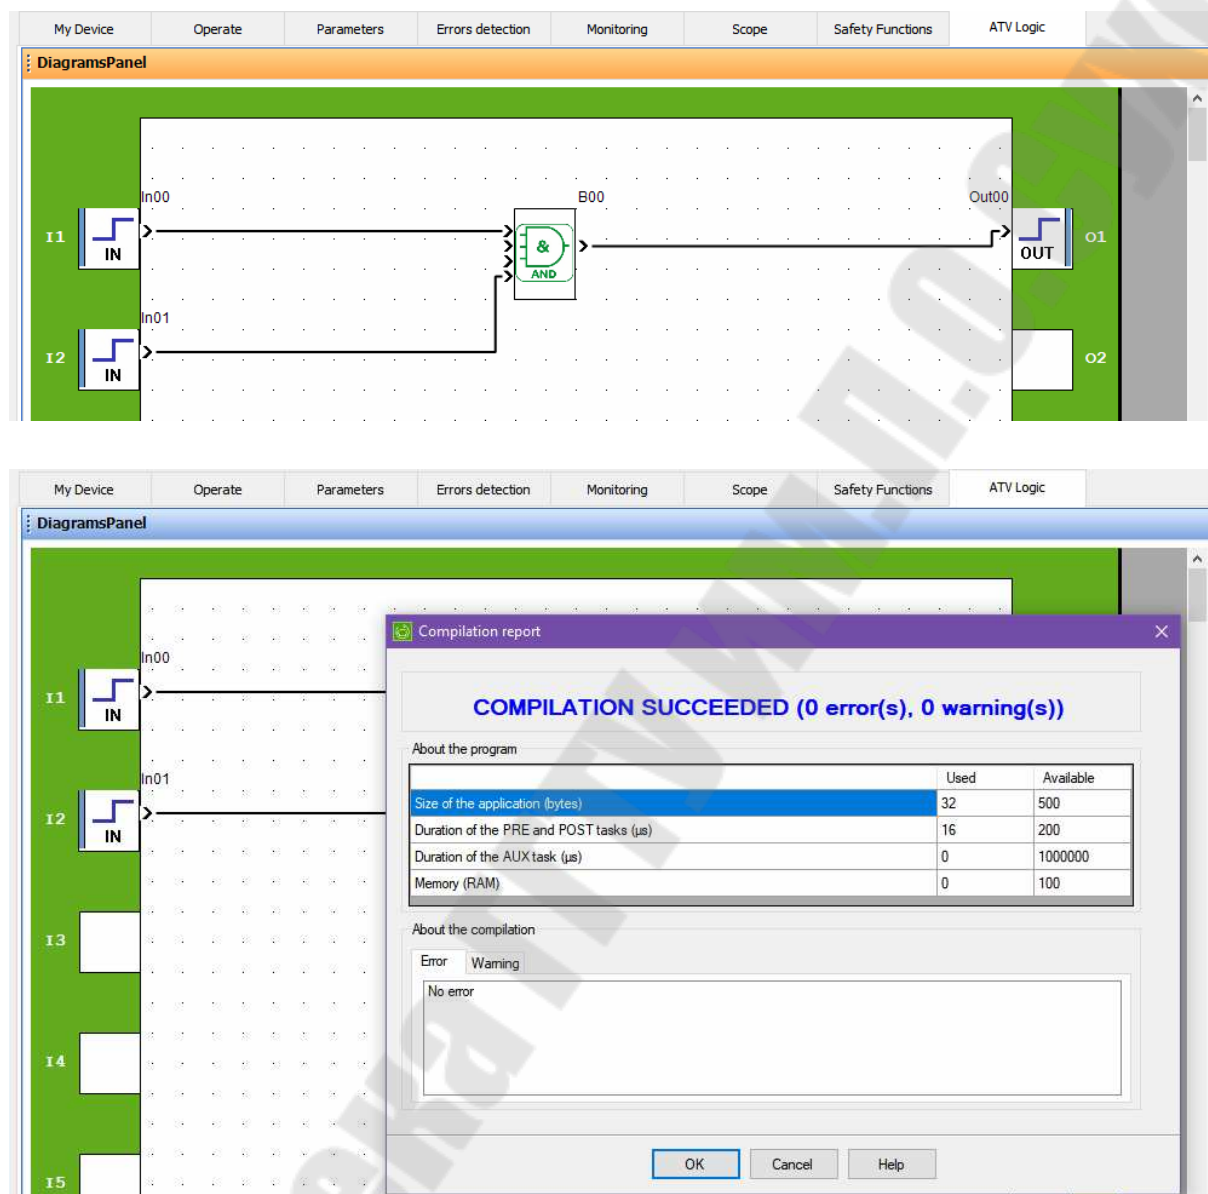 My Device Operate Parameters Errors detection Monitoring Scope Safety Functions ATV Logic
DiagramsPanel
In00 B00 Out00
I1 IN & AND OUT O1
In01
I2 IN O2
My Device Operate Parameters Errors detection Monitoring Scope Safety Functions ATV Logic
DiagramsPanel
Compilation report
In00
I1 IN
COMPILATION SUCCEEDED (0 error(s), 0 warning(s))
About the program
In01
Used Available
Size of the application (bytes) 32 500
I2 IN
Duration of the PRE and POST tasks (µs) 16 200
Duration of the AUX task (µs) 0 1000000
Memory (RAM) 0 100
About the compilation
I3
Error Warning
No error
I4
OK Cancel Help
I5